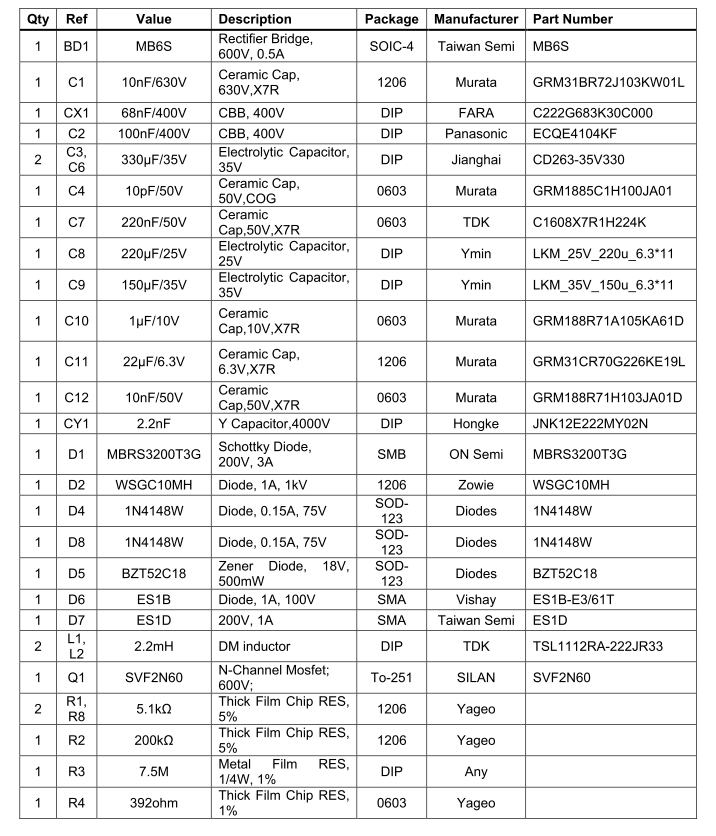 Qty Ref Value Description Package Manufacturer Part Number
1 BD1 MB6S Rectifier Bridge, 600V, 0.5A SOIC-4 Taiwan Semi MB6S
1 C1 10nF/630V Ceramic Cap, 630V,X7R 1206 Murata GRM31BR72J103KW01L
1 CX1 68nF/400V CBB, 400V DIP FARA C222G683K30C000
1 C2 100nF/400V CBB, 400V DIP Panasonic ECQE4104KF
2 C3, C6 330µF/35V Electrolytic Capacitor, 35V DIP Jianghai CD263-35V330
1 C4 10pF/50V Ceramic Cap, 50V,COG 0603 Murata GRM1885C1H100JA01
1 C7 220nF/50V Ceramic Cap,50V,X7R 0603 TDK C1608X7R1H224K
1 C8 220µF/25V Electrolytic Capacitor, 25V DIP Ymin LKM_25V_220u_6.3*11
1 C9 150µF/35V Electrolytic Capacitor, 35V DIP Ymin LKM_35V_150u_6.3*11
1 C10 1µF/10V Ceramic Cap,10V,X7R 0603 Murata GRM188R71A105KA61D
1 C11 22µF/6.3V Ceramic Cap, 6.3V,X7R 1206 Murata GRM31CR70G226KE19L
1 C12 10nF/50V Ceramic Cap,50V,X7R 0603 Murata GRM188R71H103JA01D
1 CY1 2.2nF Y Capacitor,4000V DIP Hongke JNK12E222MY02N
1 D1 MBRS3200T3G Schottky Diode, 200V, 3A SMB ON Semi MBRS3200T3G
1 D2 WSGC10MH Diode, 1A, 1kV 1206 Zowie WSGC10MH
1 D4 1N4148W Diode, 0.15A, 75V SOD-123 Diodes 1N4148W
1 D8 1N4148W Diode, 0.15A, 75V SOD-123 Diodes 1N4148W
1 D5 BZT52C18 Zener Diode, 18V, 500mW SOD-123 Diodes BZT52C18
1 D6 ES1B Diode, 1A, 100V SMA Vishay ES1B-E3/61T
1 D7 ES1D 200V, 1A SMA Taiwan Semi ES1D
2 L1, L2 2.2mH DM inductor DIP TDK TSL1112RA-222JR33
1 Q1 SVF2N60 N-Channel Mosfet; 600V; To-251 SILAN SVF2N60
2 R1, R8 5.1kΩ Thick Film Chip RES, 5% 1206 Yageo
1 R2 200kΩ Thick Film Chip RES, 5% 1206 Yageo
1 R3 7.5M Metal Film RES, 1/4W, 1% DIP Any
1 R4 392ohm Thick Film Chip RES, 1% 0603 Yageo